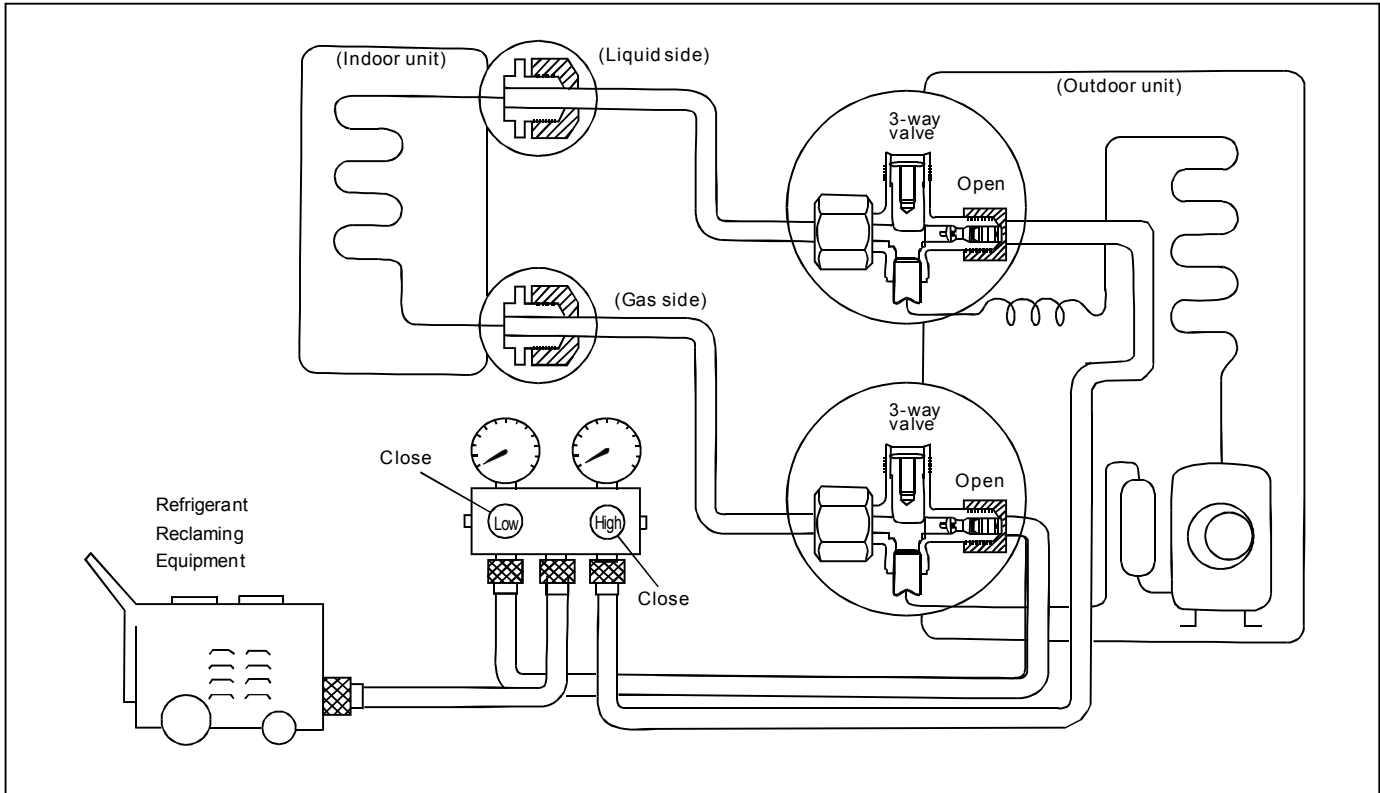 (Indoor unit)
(Liquid side)
(Outdoor unit)
3-way
valve
Open
(Gas side)
3-way
valve
Open
Close
Low
High
Close
Refrigerant
Reclaming
Equipment